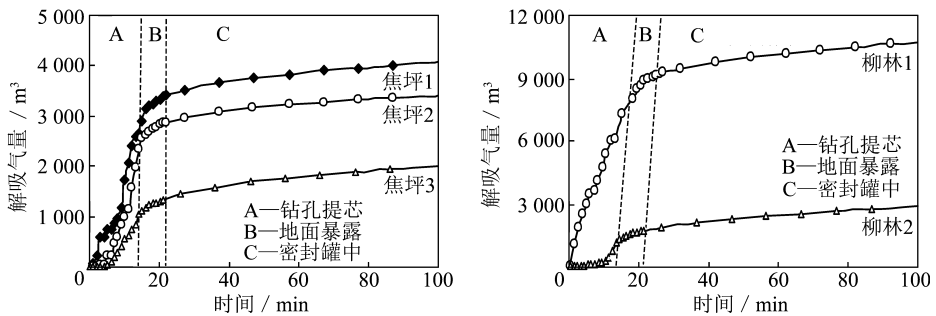 5 000
4 000
3 000
2 000
1 000
0
20
40
60
80
100
解吸气量 / m³
时间 / min
A
B
C
焦坪1
焦坪2
焦坪3
A—钻孔提芯
B—地面暴露
C—密封罐中
12 000
9 000
6 000
3 000
0
20
40
60
80
100
解吸气量 / m³
时间 / min
A
B
C
柳林1
A—钻孔提芯
B—地面暴露
C—密封罐中
柳林2